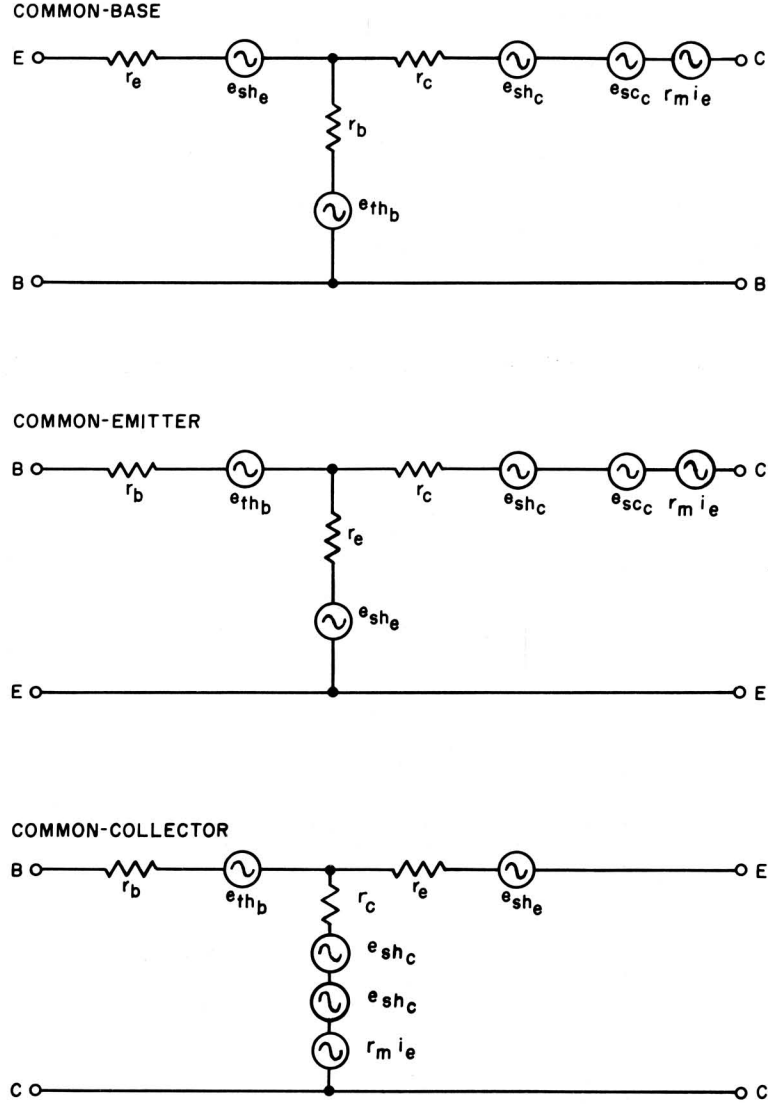 COMMON-BASE
E C
r_e e_sh_e r_c e_sh_c e_sc_c r_m i_e
r_b
e_th_b
B B
COMMON-EMITTER
B C
r_b e_th_b r_c e_sh_c e_sc_c r_m i_e
r_e
e_sh_e
E E
COMMON-COLLECTOR
B E
r_b e_th_b r_c r_e e_sh_e
e_sh_c
e_sh_c
r_m i_e
C C